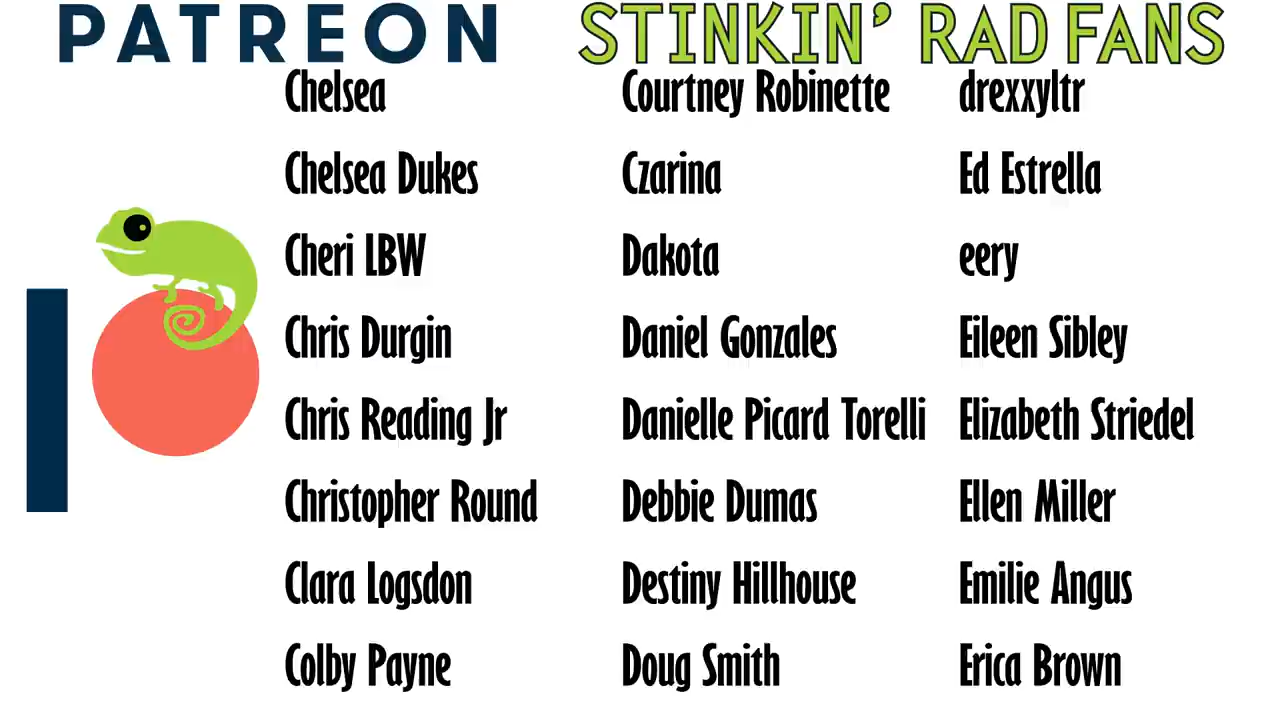 PATREON STINKIN' RAD FANS
Chelsea
Chelsea Dukes
Cheri LBW
Chris Durgin
Chris Reading Jr
Christopher Round
Clara Logsdon
Colby Payne
Courtney Robinette
Czarina
Dakota
Daniel Gonzales
Danielle Picard Torelli
Debbie Dumas
Destiny Hillhouse
Doug Smith
drexxyltr
Ed Estrella
eery
Eileen Sibley
Elizabeth Striedel
Ellen Miller
Emilie Angus
Erica Brown